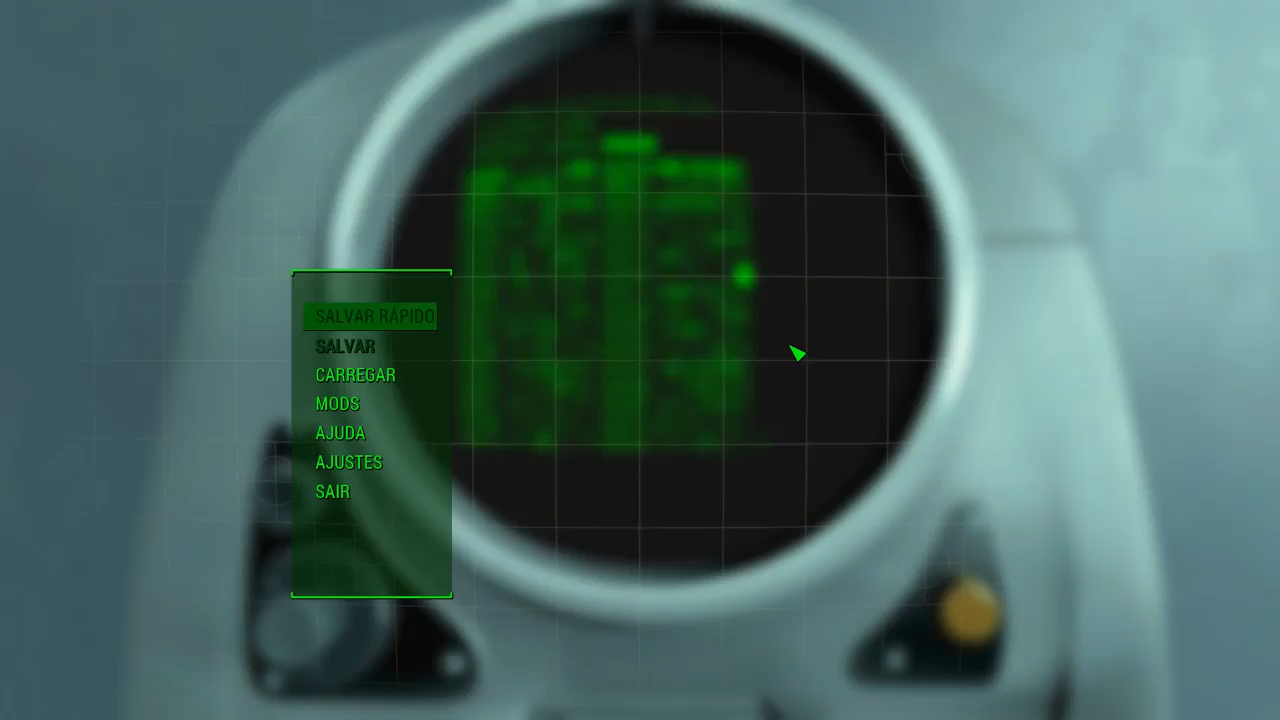 SALVAR RÁPIDO
SALVAR
CARREGAR
MODS
AJUDA
AJUSTES
SAIR